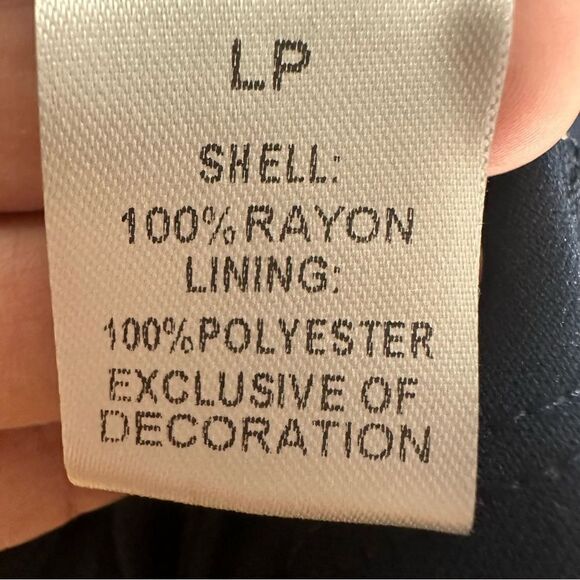 LP
SHELL:
100% RAYON
LINING:
100% POLYESTER
EXCLUSIVE OF
DECORATION